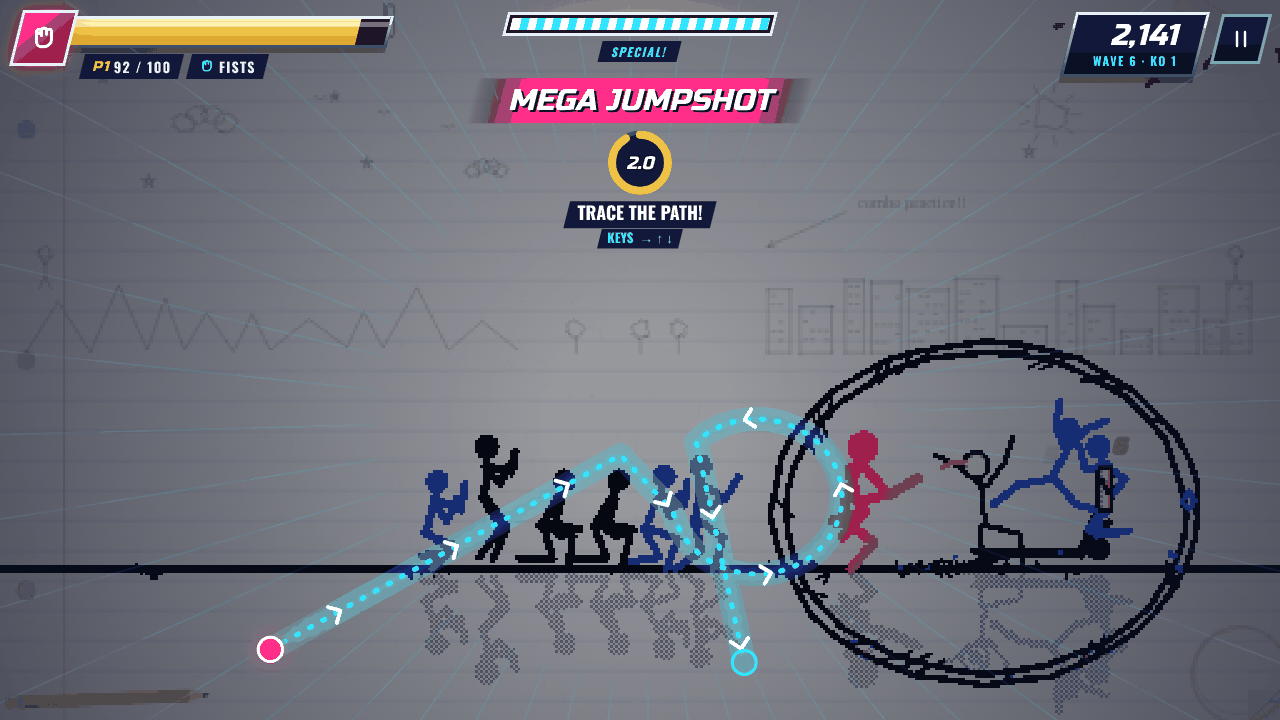 P1 92 / 100
FISTS
SPECIAL!
2,141
WAVE 6 · KO 1
MEGA JUMPSHOT
2.0
TRACE THE PATH!
KEYS → ↑ ↓
combo practice!!